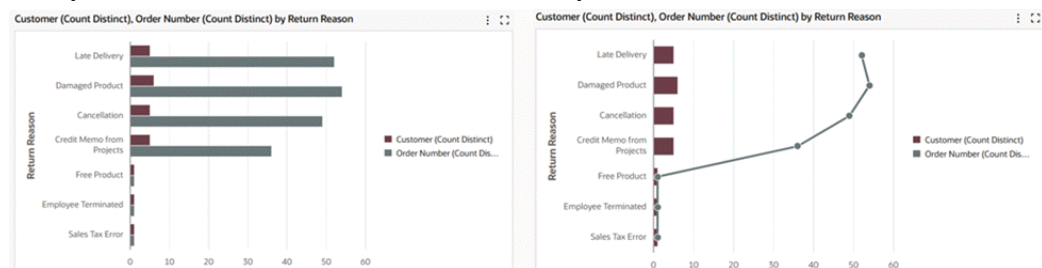 Customer (Count Distinct), Order Number (Count Distinct) by Return Reason
Return Reason
Late Delivery
Damaged Product
Cancellation
Credit Memo from
Projects
Free Product
Employee Terminated
Sales Tax Error
0 10 20 30 40 50 60
Customer (Count Distinct)
Order Number (Count Dis...
Customer (Count Distinct), Order Number (Count Distinct) by Return Reason
Return Reason
Late Delivery
Damaged Product
Cancellation
Credit Memo from
Projects
Free Product
Employee Terminated
Sales Tax Error
0 10 20 30 40 50 60
Customer (Count Distinct)
Order Number (Count Dis...